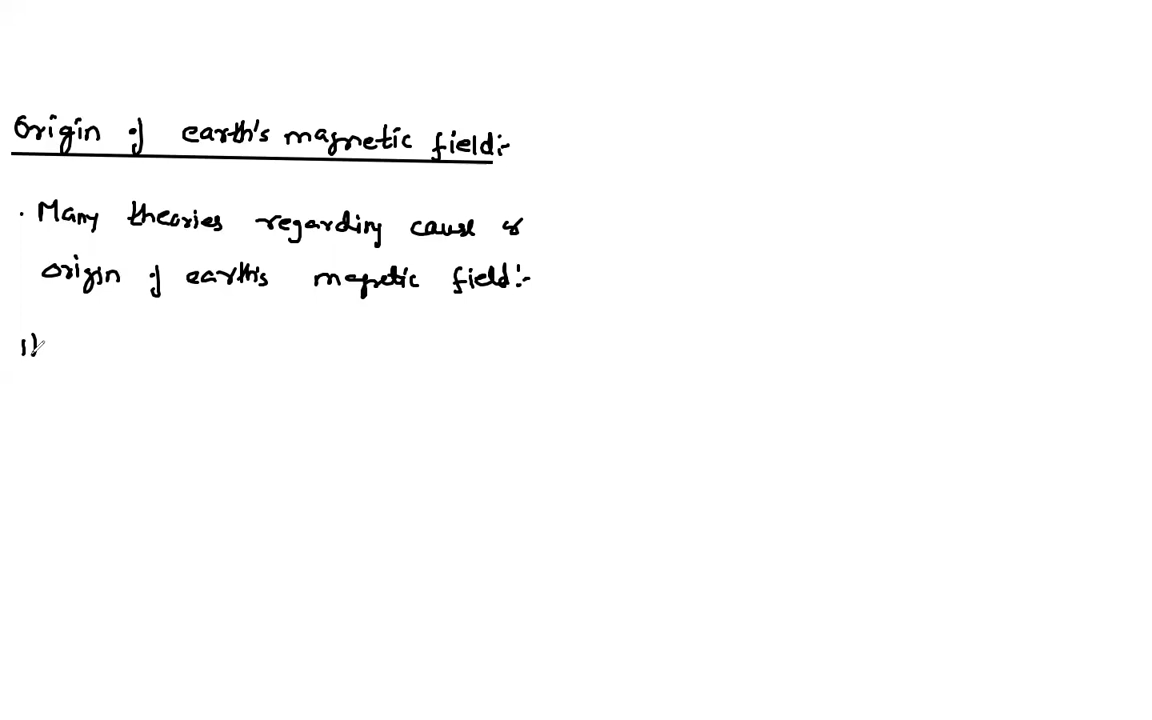 Origin of earth's magnetic field:-
· Many theories regarding cause &
origin of earth's magnetic field:-
1)